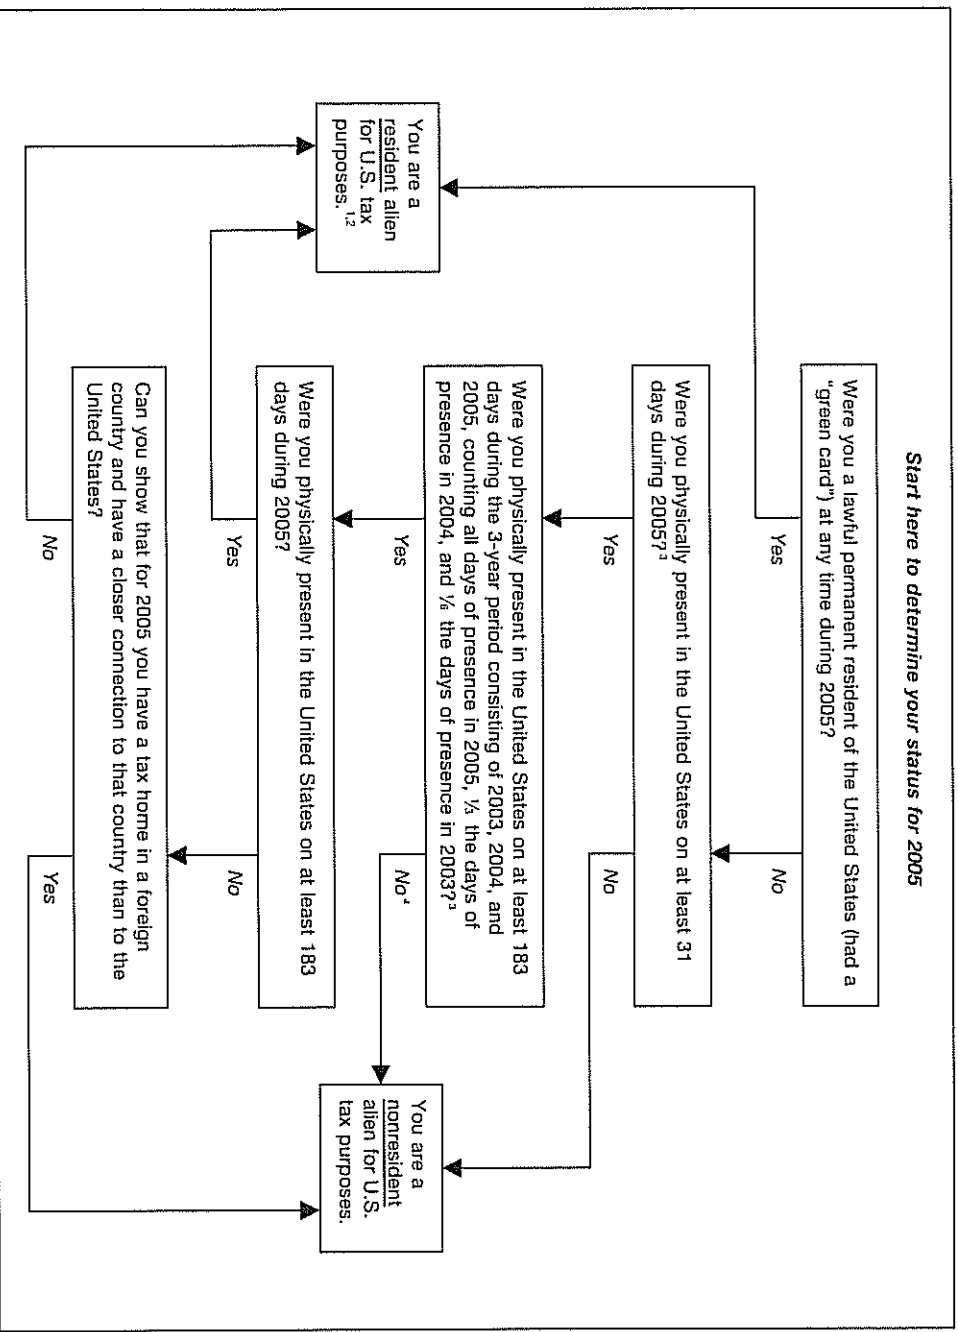 Start here to determine your status for 2005
Were you a lawful permanent resident of the United States (had a
"green card") at any time during 2005?
Yes
No
Were you physically present in the United States on at least 31
days during 2005?³
Yes
No
Were you physically present in the United States on at least 183
days during the 3-year period consisting of 2003, 2004, and
2005, counting all days of presence in 2005, ⅓ the days of
presence in 2004, and ⅙ the days of presence in 2003?³
Yes
No⁴
Were you physically present in the United States on at least 183
days during 2005?
Yes
No
Can you show that for 2005 you have a tax home in a foreign
country and have a closer connection to that country than to the
United States?
No
Yes
You are a
resident alien
for U.S. tax
purposes.¹,²
You are a
nonresident
alien for U.S.
tax purposes.